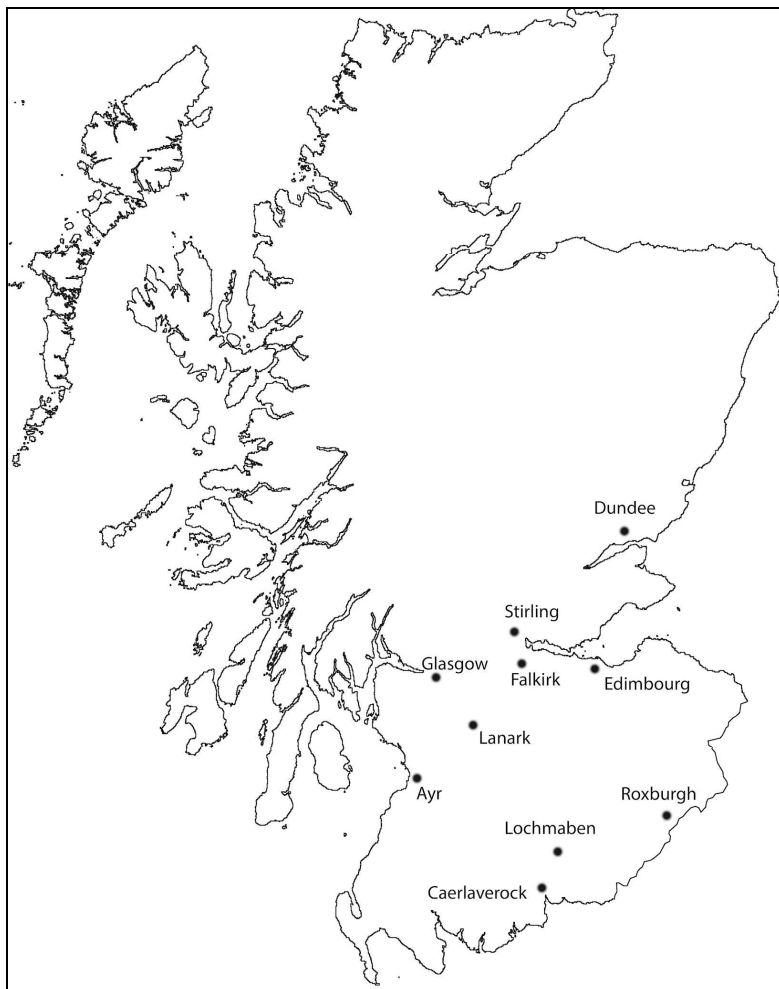 Dundee
Stirling
Glasgow
Falkirk
Edimbourg
Lanark
Ayr
Roxburgh
Lochmaben
Caerlaverock